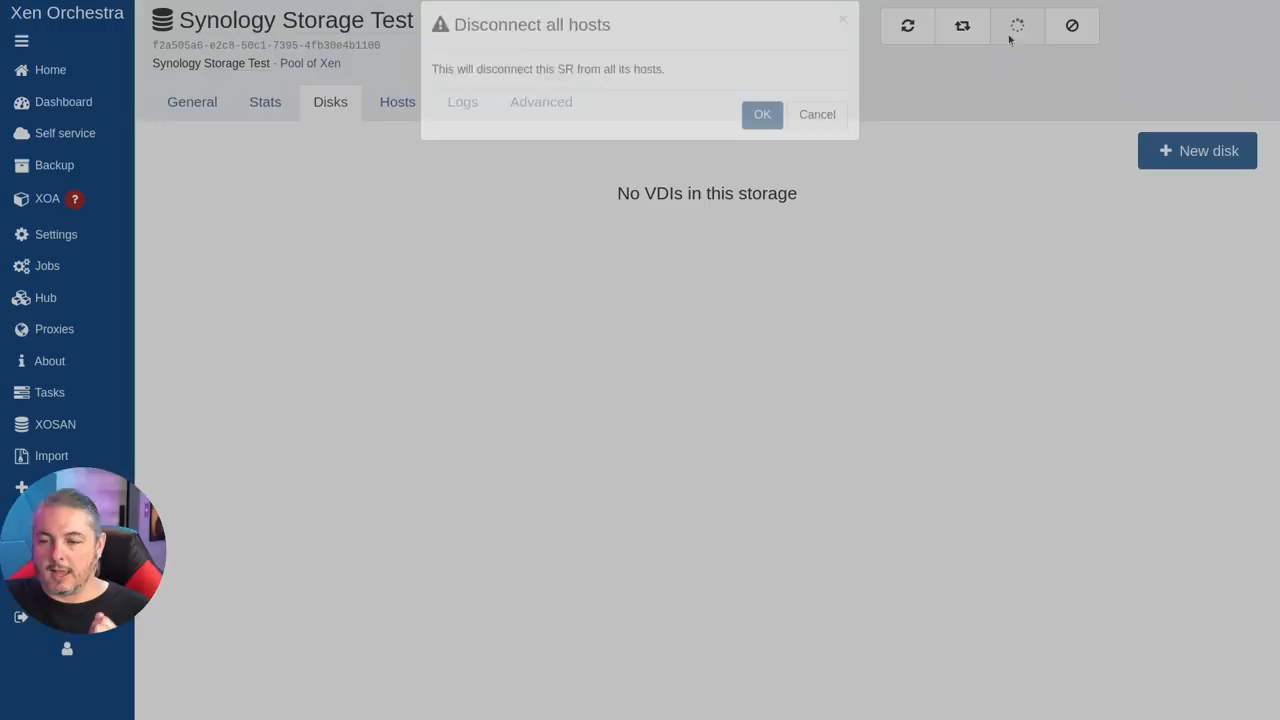 Xen Orchestra
Home
Dashboard
Self service
Backup
XOA ?
Settings
Jobs
Hub
Proxies
About
Tasks
XOSAN
Import
Synology Storage Test
f2a505a6-e2c8-50c1-7395-4fb30e4b1100
Synology Storage Test - Pool of Xen
General
Stats
Disks
Hosts
Logs
Advanced
Disconnect all hosts
×
This will disconnect this SR from all its hosts.
OK
Cancel
+ New disk
No VDIs in this storage